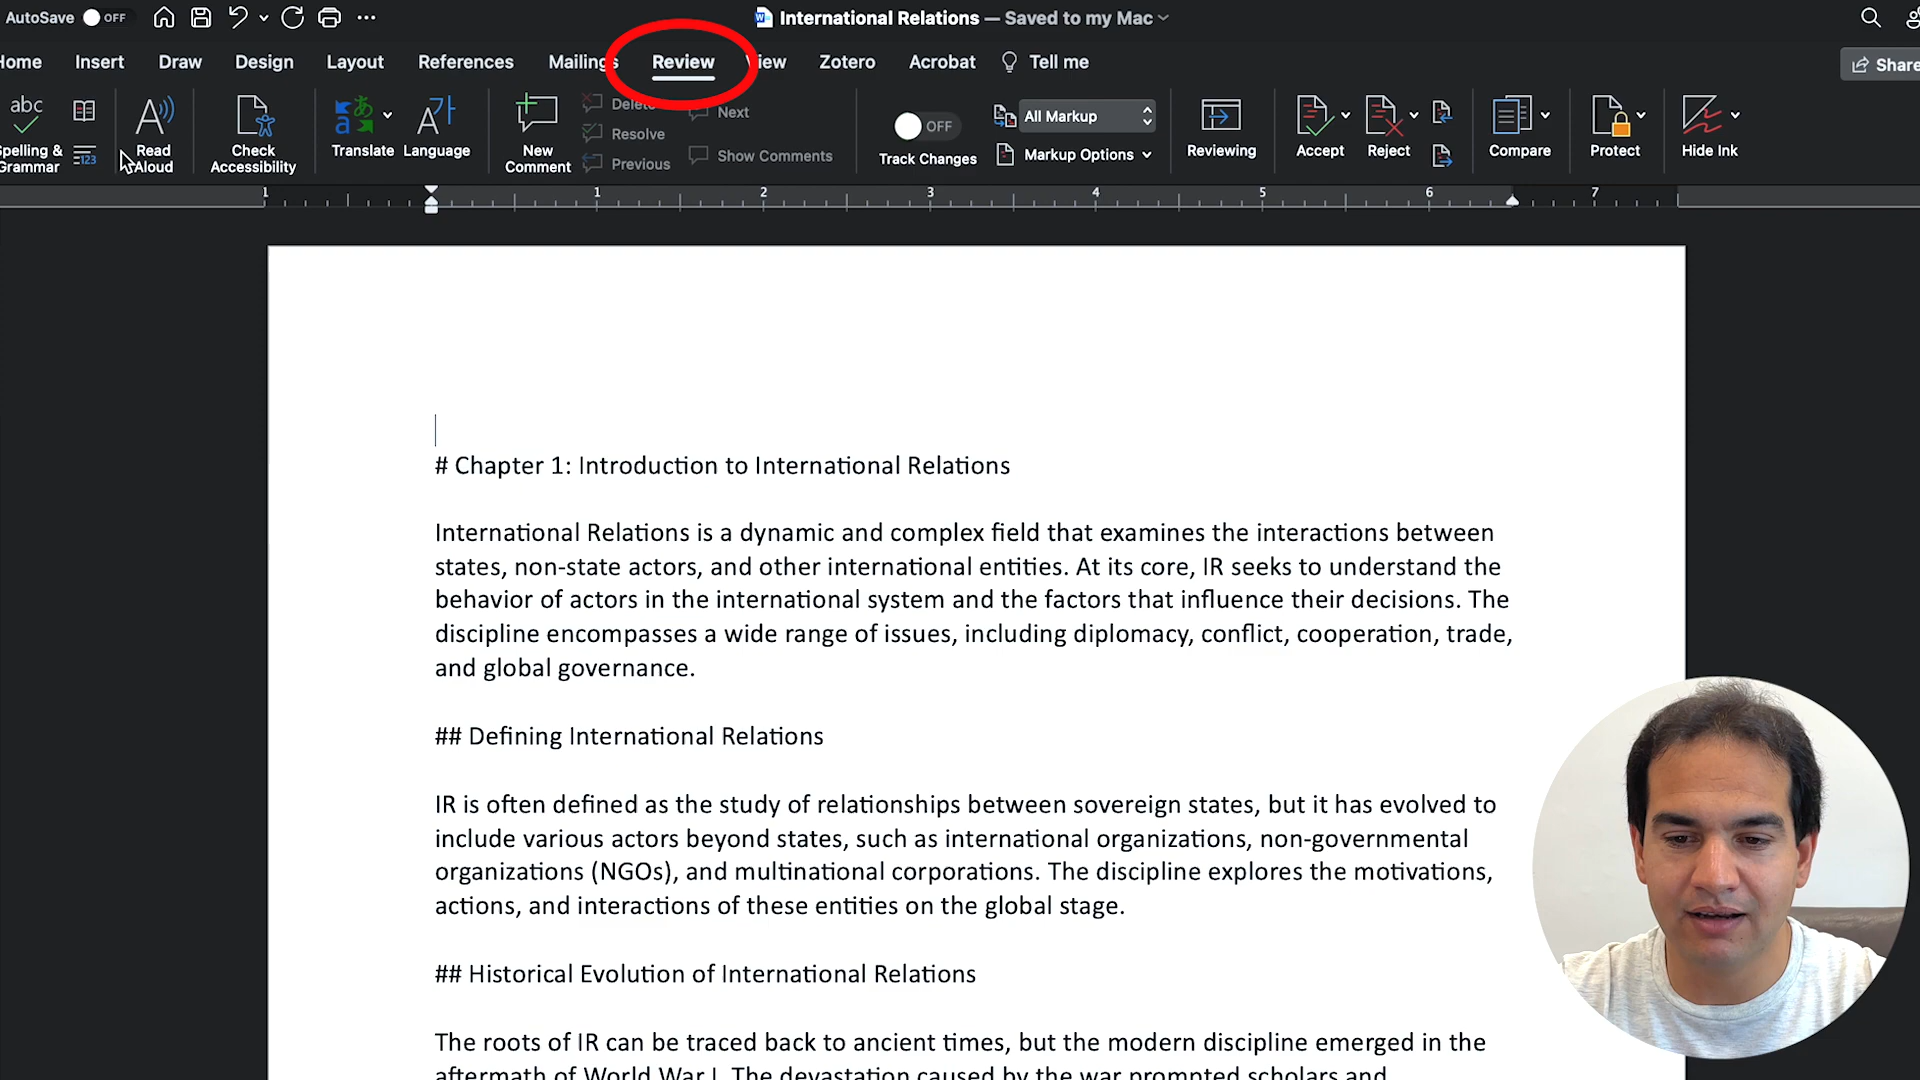 AutoSave OFF
International Relations — Saved to my Mac
Home Insert Draw Design Layout References Mailings Review View Zotero Acrobat Tell me
Share
abc
Spelling & Grammar
123
Read Aloud
Check Accessibility
Translate
Language
New Comment
Delete
Resolve
Previous
Next
Show Comments
OFF
Track Changes
All Markup
Markup Options
Reviewing
Accept
Reject
Compare
Protect
Hide Ink
1 1 2 3 4 5 6 7
# Chapter 1: Introduction to International Relations
International Relations is a dynamic and complex field that examines the interactions between
states, non-state actors, and other international entities. At its core, IR seeks to understand the
behavior of actors in the international system and the factors that influence their decisions. The
discipline encompasses a wide range of issues, including diplomacy, conflict, cooperation, trade,
and global governance.
## Defining International Relations
IR is often defined as the study of relationships between sovereign states, but it has evolved to
include various actors beyond states, such as international organizations, non-governmental
organizations (NGOs), and multinational corporations. The discipline explores the motivations,
actions, and interactions of these entities on the global stage.
## Historical Evolution of International Relations
The roots of IR can be traced back to ancient times, but the modern discipline emerged in the
aftermath of World War I. The devastation caused by the war prompted scholars and